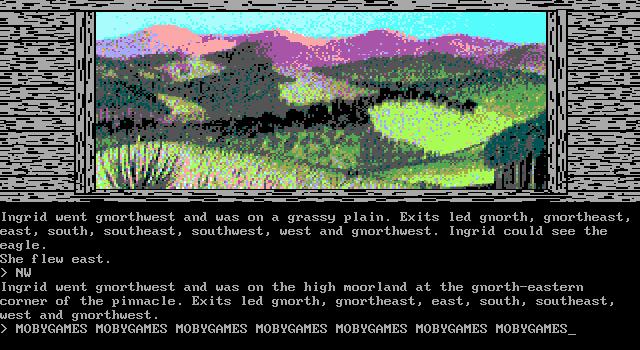 Ingrid went gnorthwest and was on a grassy plain. Exits led gnorth, gnortheast,
east, south, southeast, southwest, west and gnorthwest. Ingrid could see the
eagle.
She flew east.
> NW
Ingrid went gnorthwest and was on the high moorland at the gnorth-eastern
corner of the pinnacle. Exits led gnorth, gnortheast, east, south, southeast,
west and gnorthwest.
> MOBYGAMES MOBYGAMES MOBYGAMES MOBYGAMES MOBYGAMES MOBYGAMES MOBYGAMES_